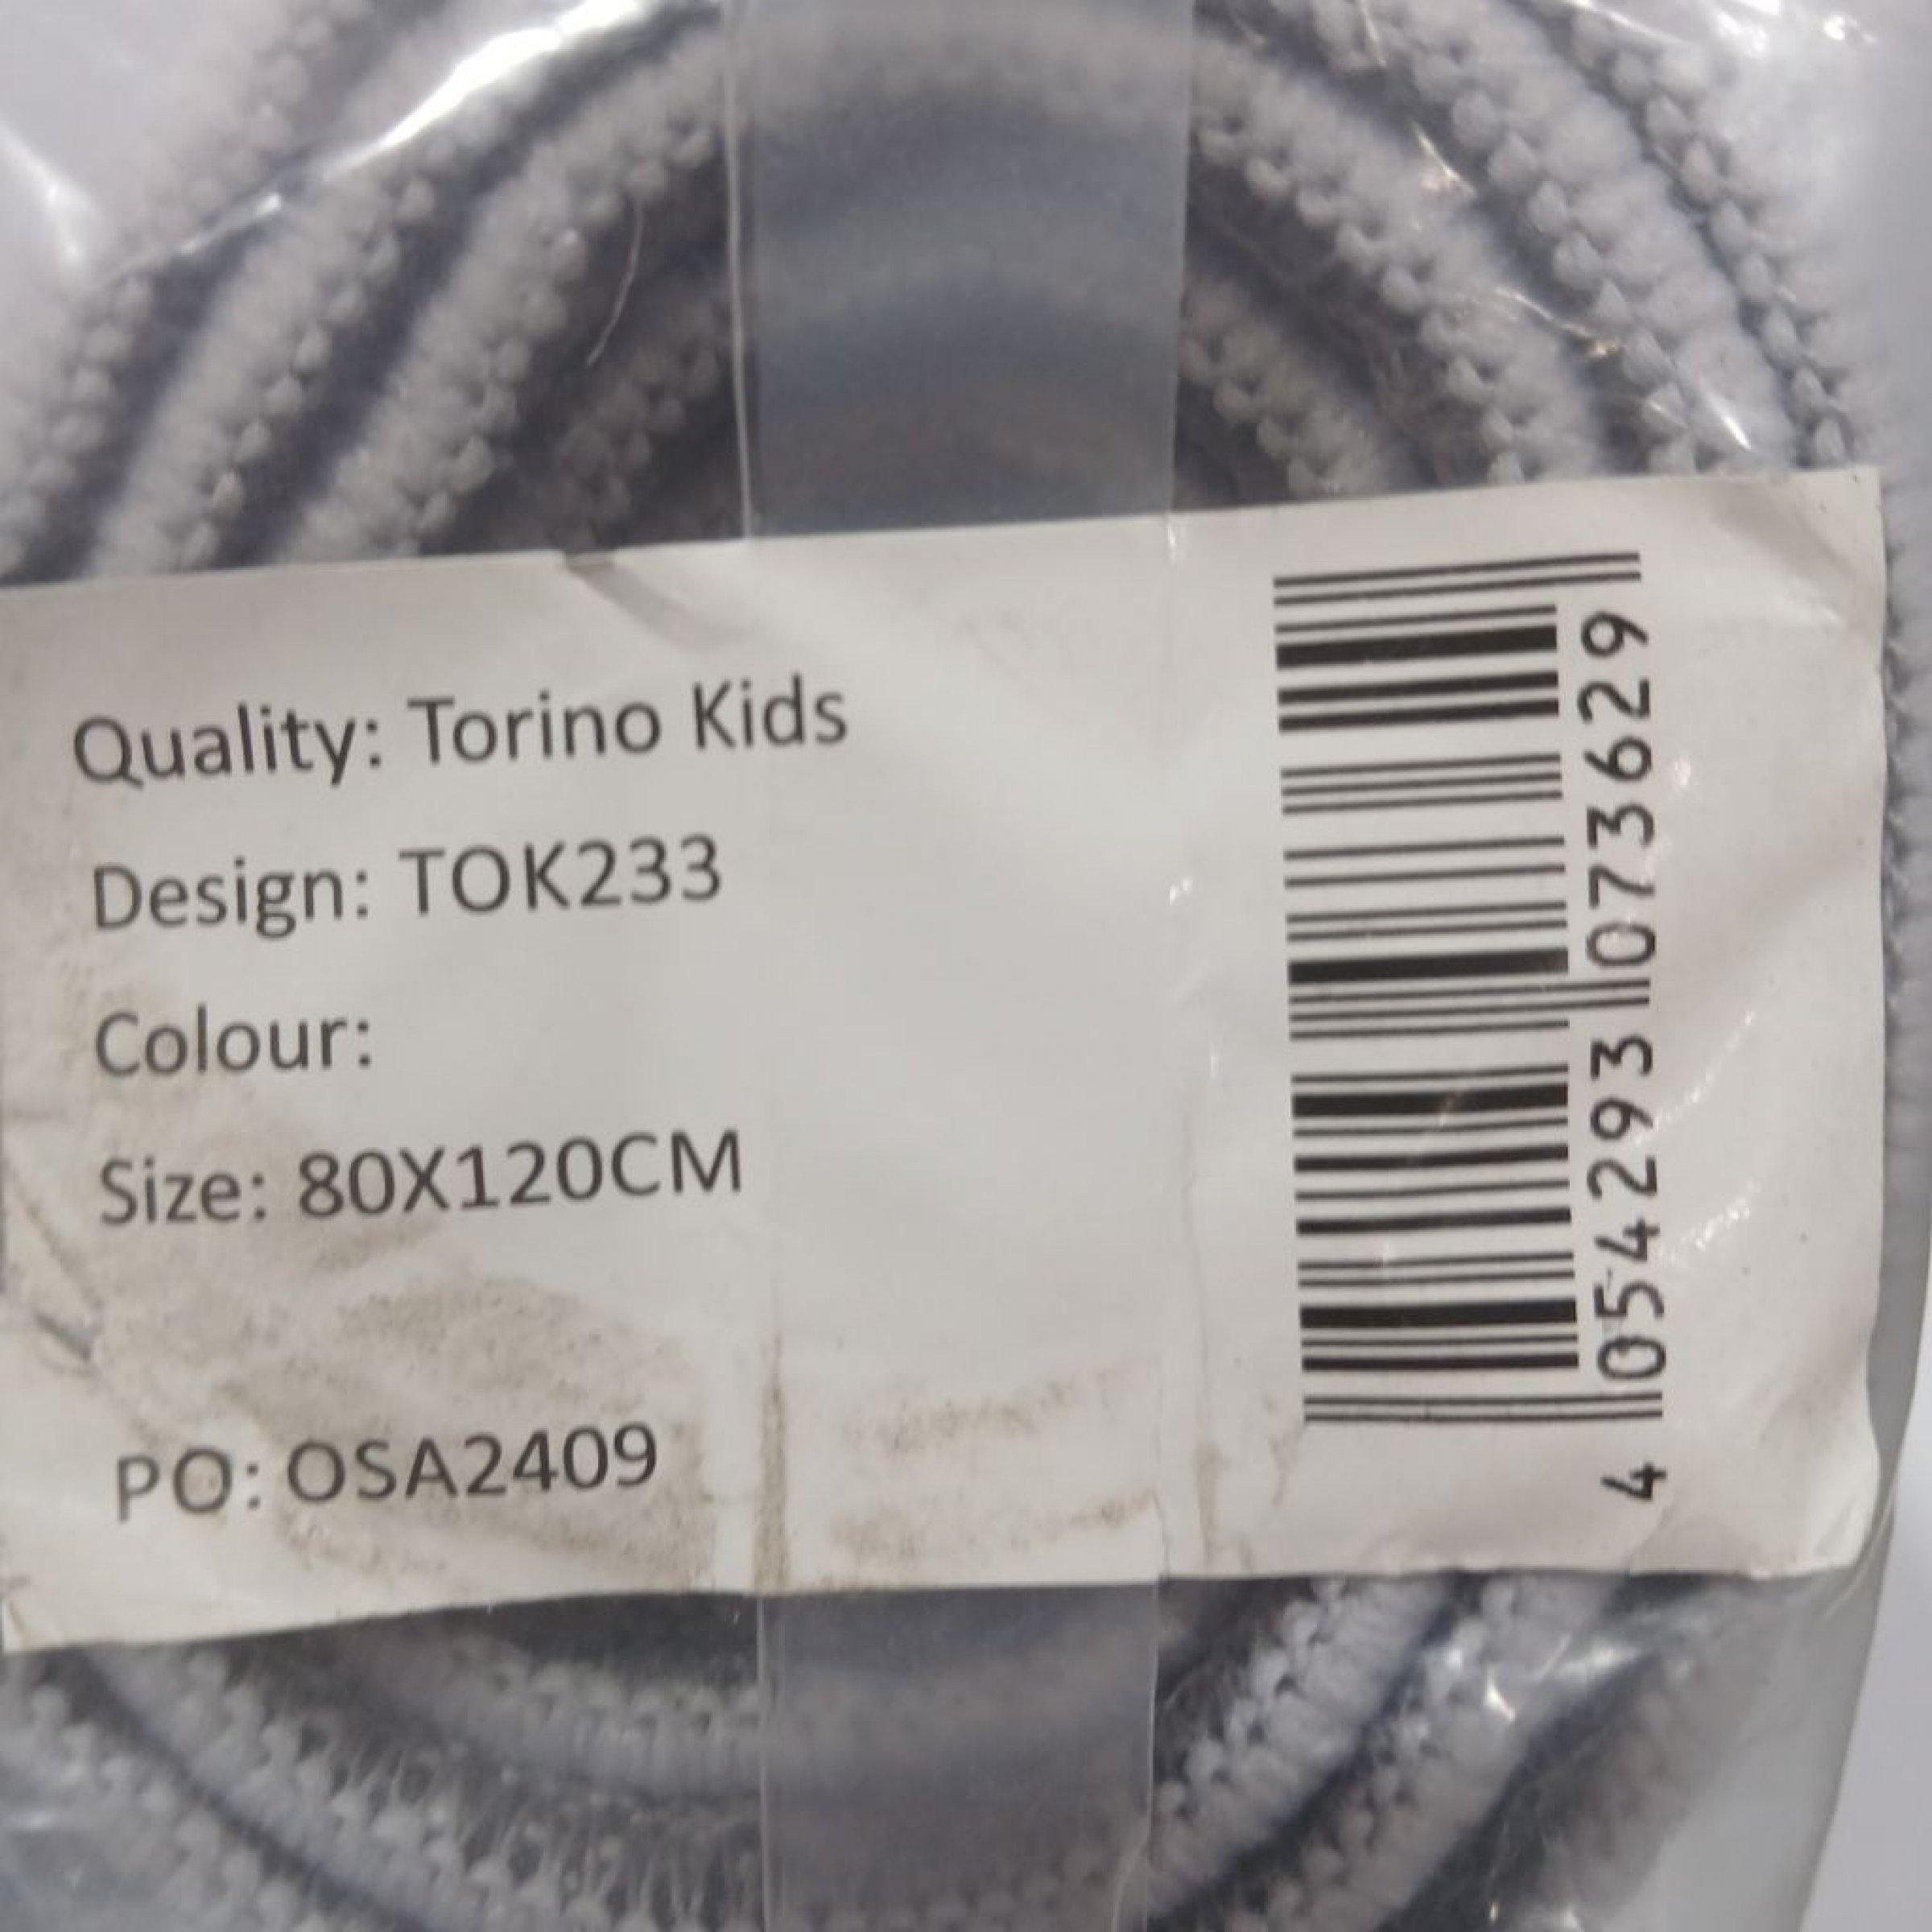 Quality: Torino Kids
Design: TOK233
Colour:
Size: 80X120CM
PO: OSA2409
4 054293 073629